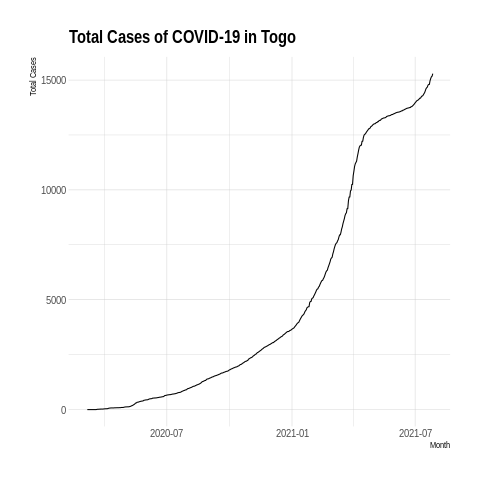 Total Cases of COVID-19 in Togo
Total Cases
15000
10000
5000
0
2020-07
2021-01
2021-07
Month